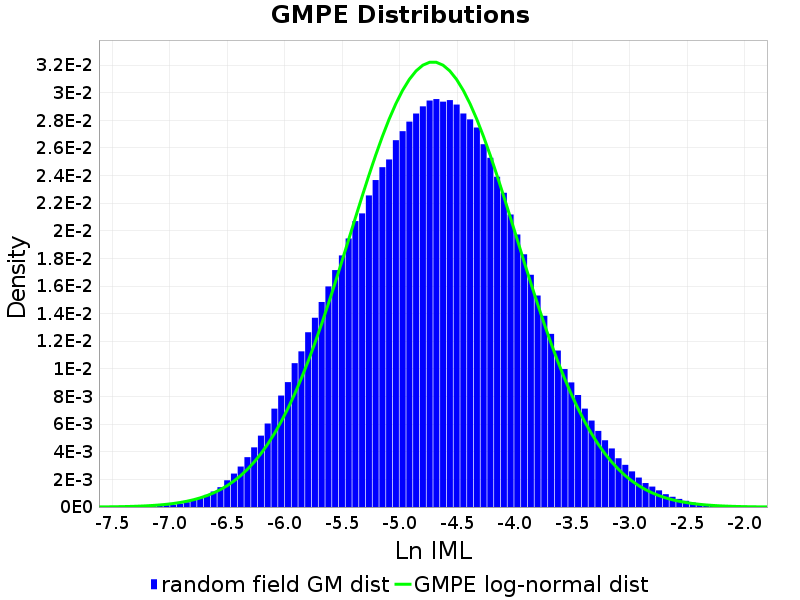 GMPE Distributions
3.2E-2
3E-2
2.8E-2
2.6E-2
2.4E-2
2.2E-2
2E-2
1.8E-2
1.6E-2
1.4E-2
1.2E-2
1E-2
8E-3
6E-3
4E-3
2E-3
0E0
Density
-7.5 -7.0 -6.5 -6.0 -5.5 -5.0 -4.5 -4.0 -3.5 -3.0 -2.5 -2.0
Ln IML
random field GM dist GMPE log-normal dist